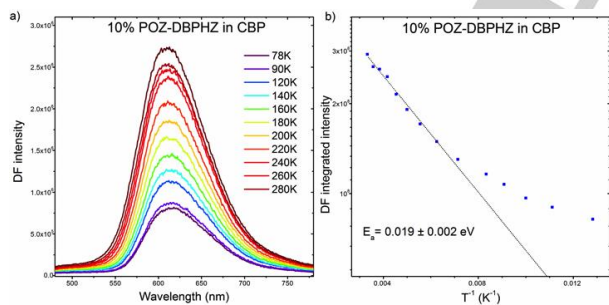 a)
10% POZ-DBPHZ in CBP
DF intensity
3.0x10⁵
2.5x10⁵
2.0x10⁵
1.5x10⁵
1.0x10⁵
5.0x10⁴
0.0
78K
90K
120K
140K
160K
180K
200K
220K
240K
260K
280K
500
550
600
650
700
750
Wavelength (nm)
b)
10% POZ-DBPHZ in CBP
DF integrated intensity
3x10⁶
2x10⁶
10⁶
Eₐ= 0.019 ± 0.002 eV
0.004
0.008
0.012
T⁻¹ (K⁻¹)